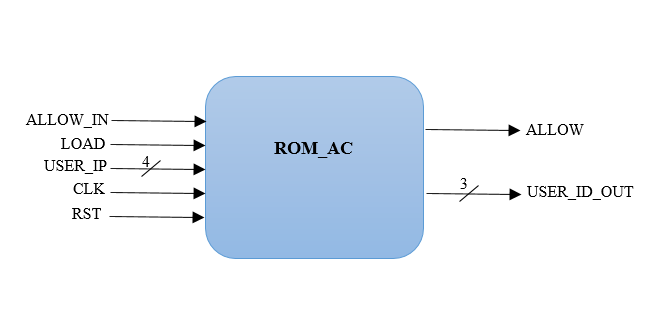 ALLOW_IN
LOAD
USER_IP
4
CLK
RST
ROM_AC
ALLOW
3
USER_ID_OUT